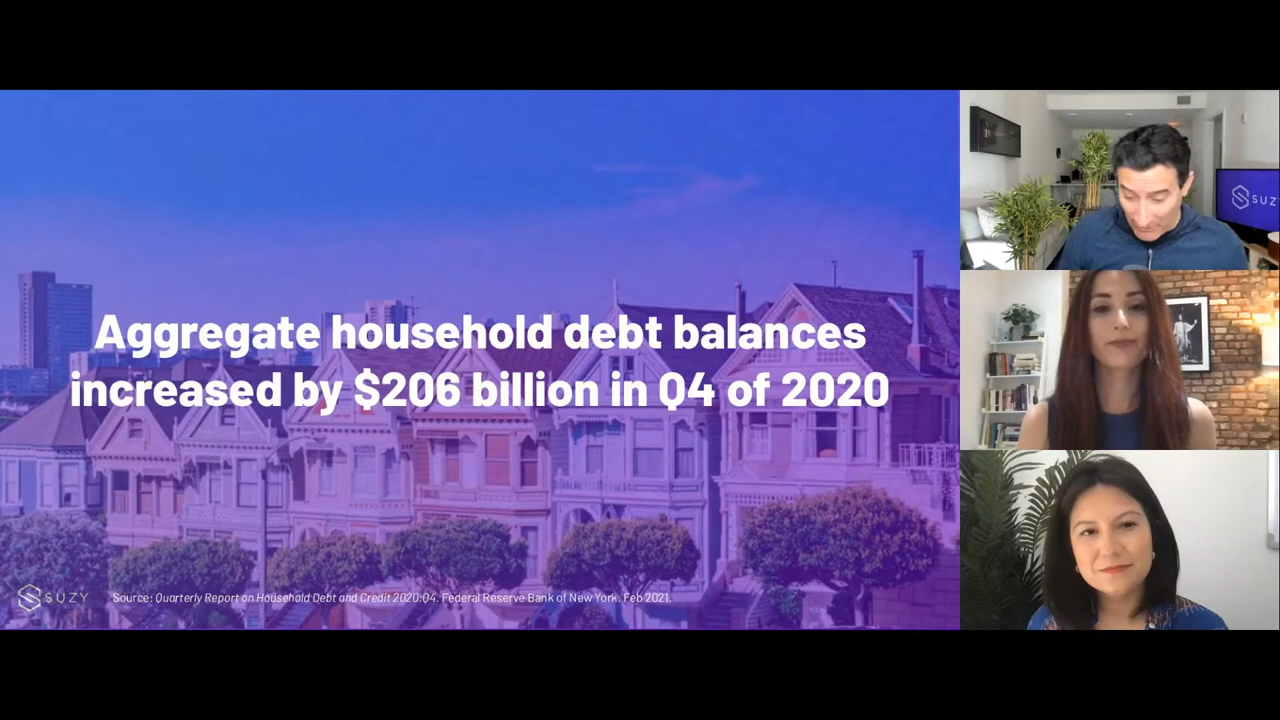 Aggregate household debt balances
increased by $206 billion in Q4 of 2020
SUZY
Source: Quarterly Report on Household Debt and Credit 2020:Q4. Federal Reserve Bank of New York. Feb 2021.
SUZY